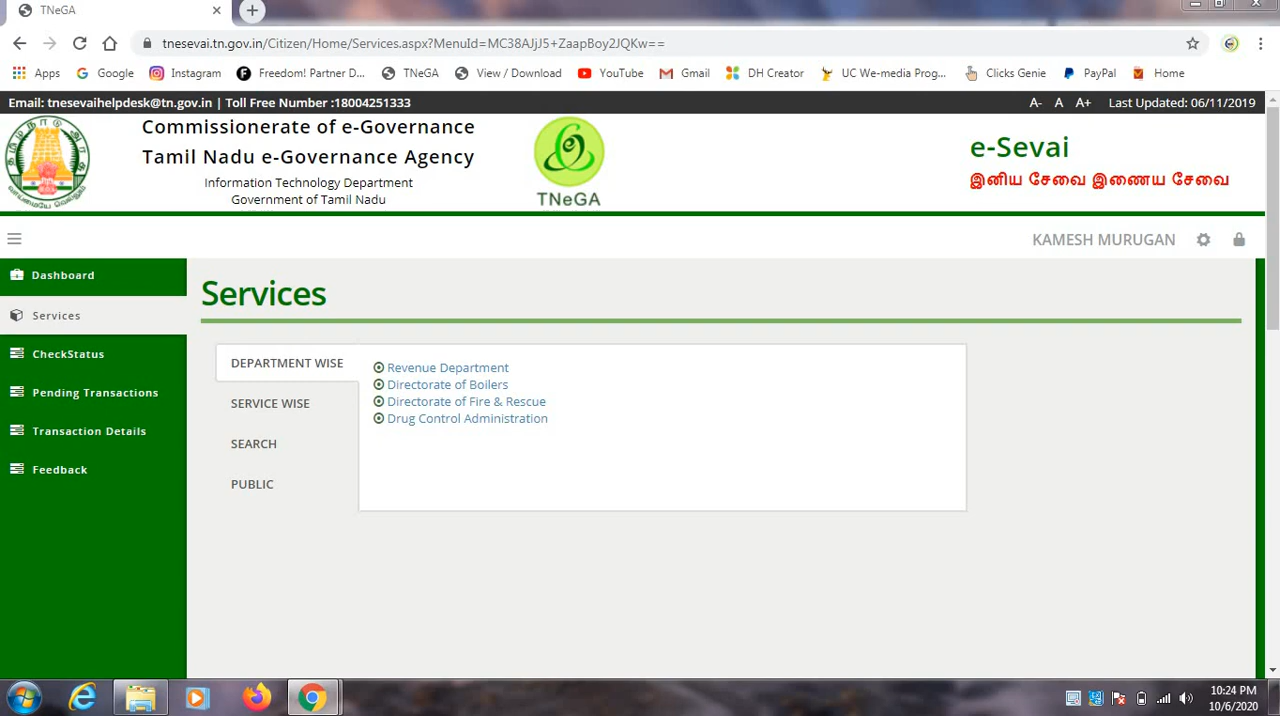 TNeGA
tnesevai.tn.gov.in/Citizen/Home/Services.aspx?MenuId=MC38AJjJ5+ZaapBoy2JQKw==
Apps Google Instagram Freedom! Partner D... TNeGA View / Download YouTube Gmail DH Creator UC We-media Prog... Clicks Genie PayPal Home
Email: tnesevaihelpdesk@tn.gov.in | Toll Free Number :18004251333 A- A A+ Last Updated: 06/11/2019
Commissionerate of e-Governance
Tamil Nadu e-Governance Agency
Information Technology Department
Government of Tamil Nadu
TNeGA
e-Sevai
இனிய சேவை இணைய சேவை
KAMESH MURUGAN
Dashboard
Services
CheckStatus
Pending Transactions
Transaction Details
Feedback
Services
DEPARTMENT WISE
SERVICE WISE
SEARCH
PUBLIC
Revenue Department
Directorate of Boilers
Directorate of Fire & Rescue
Drug Control Administration
10:24 PM
10/6/2020